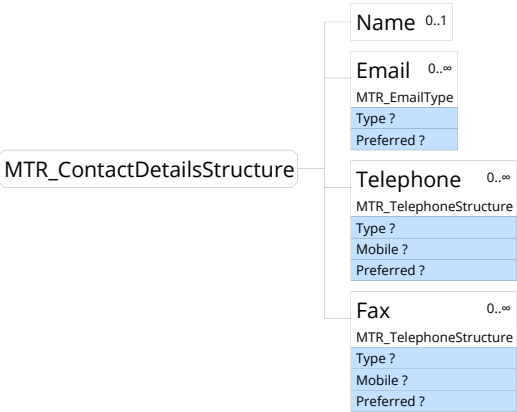 MTR_ContactDetailsStructure
Name 0..1
Email 0..∞
MTR_EmailType
Type ?
Preferred ?
Telephone 0..∞
MTR_TelephoneStructure
Type ?
Mobile ?
Preferred ?
Fax 0..∞
MTR_TelephoneStructure
Type ?
Mobile ?
Preferred ?